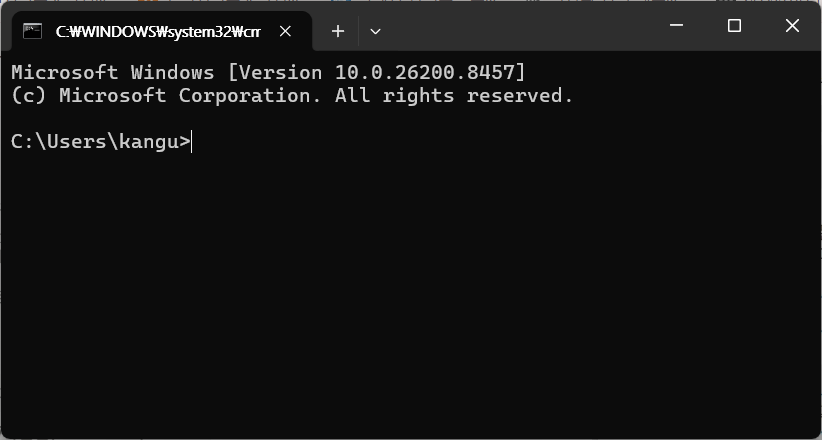 C:₩WINDOWS₩system32₩cm
Microsoft Windows [Version 10.0.26200.8457]
(c) Microsoft Corporation. All rights reserved.
C:\Users\kangu>